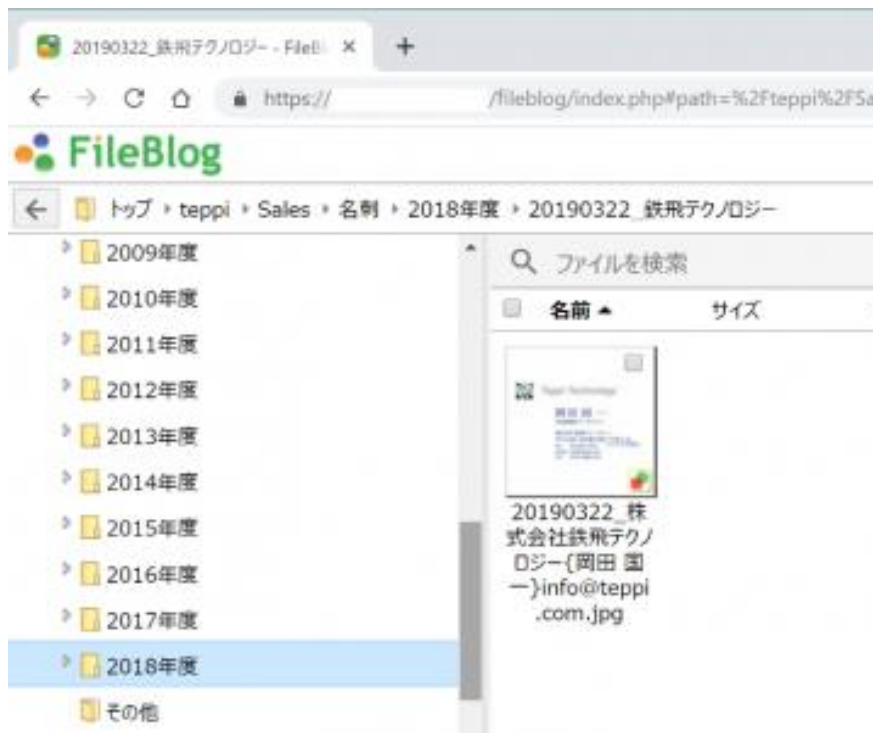 20190322_鉄飛テクノロジー - FileB
https:// /fileblog/index.php#path=%2Fteppi%2FSa
FileBlog
トップ teppi Sales 名刺 2018年度 20190322_鉄飛テクノロジー
2009年度
2010年度
2011年度
2012年度
2013年度
2014年度
2015年度
2016年度
2017年度
2018年度
その他
ファイルを検索
名前 サイズ
Teppi Technology
20190322_株
式会社鉄飛テクノ
ロジー{岡田 国
一}info@teppi
.com.jpg